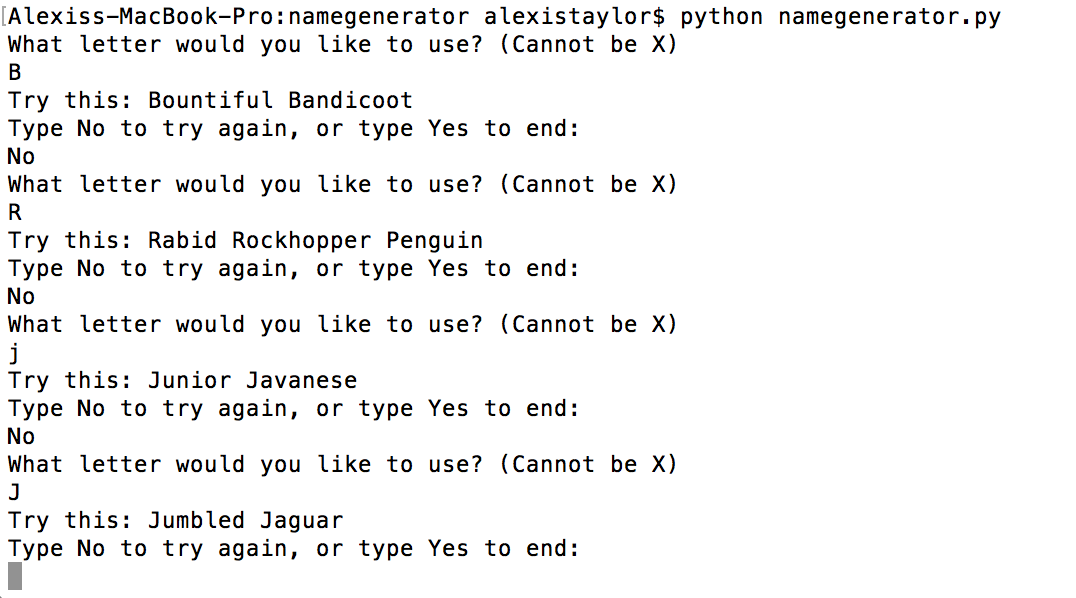 [Alexiss-MacBook-Pro:namegenerator alexistaylor$ python namegenerator.py
What letter would you like to use? (Cannot be X)
B
Try this: Bountiful Bandicoot
Type No to try again, or type Yes to end:
No
What letter would you like to use? (Cannot be X)
R
Try this: Rabid Rockhopper Penguin
Type No to try again, or type Yes to end:
No
What letter would you like to use? (Cannot be X)
j
Try this: Junior Javanese
Type No to try again, or type Yes to end:
No
What letter would you like to use? (Cannot be X)
J
Try this: Jumbled Jaguar
Type No to try again, or type Yes to end: